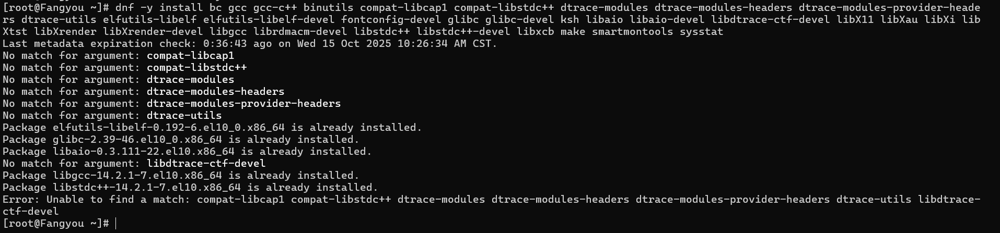 [root@Fangyou ~]# dnf -y install bc gcc gcc-c++ binutils compat-libcap1 compat-libstdc++ dtrace-modules dtrace-modules-headers dtrace-modules-provider-heade
rs dtrace-utils elfutils-libelf elfutils-libelf-devel fontconfig-devel glibc glibc-devel ksh libaio libaio-devel libdtrace-ctf-devel libX11 libXau libXi lib
Xtst libXrender libXrender-devel libgcc librdmacm-devel libstdc++ libstdc++-devel libxcb make smartmontools sysstat
Last metadata expiration check: 0:36:43 ago on Wed 15 Oct 2025 10:26:34 AM CST.
No match for argument: compat-libcap1
No match for argument: compat-libstdc++
No match for argument: dtrace-modules
No match for argument: dtrace-modules-headers
No match for argument: dtrace-modules-provider-headers
No match for argument: dtrace-utils
Package elfutils-libelf-0.192-6.el10_0.x86_64 is already installed.
Package glibc-2.39-46.el10_0.x86_64 is already installed.
Package libaio-0.3.111-22.el10.x86_64 is already installed.
No match for argument: libdtrace-ctf-devel
Package libgcc-14.2.1-7.el10.x86_64 is already installed.
Package libstdc++-14.2.1-7.el10.x86_64 is already installed.
Error: Unable to find a match: compat-libcap1 compat-libstdc++ dtrace-modules dtrace-modules-headers dtrace-modules-provider-headers dtrace-utils libdtrace-
ctf-devel
[root@Fangyou ~]#